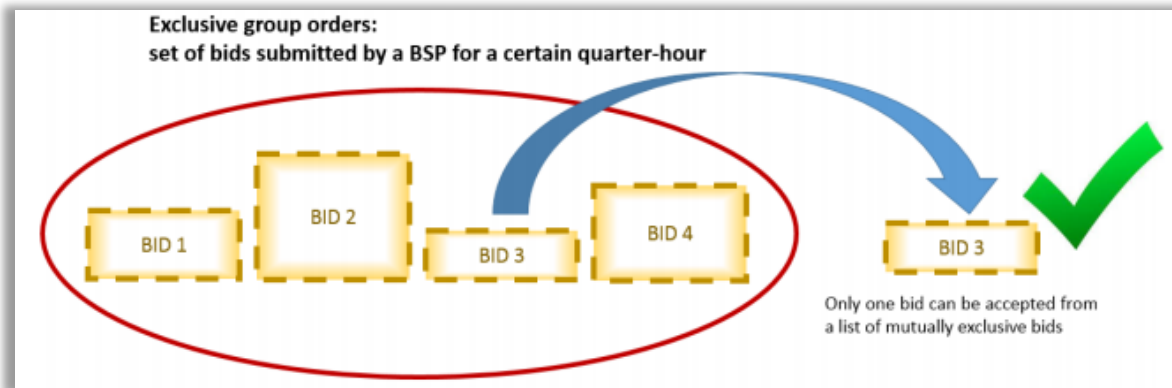 Exclusive group orders:
set of bids submitted by a BSP for a certain quarter-hour
BID 1
BID 2
BID 3
BID 4
BID 3
Only one bid can be accepted from
a list of mutually exclusive bids